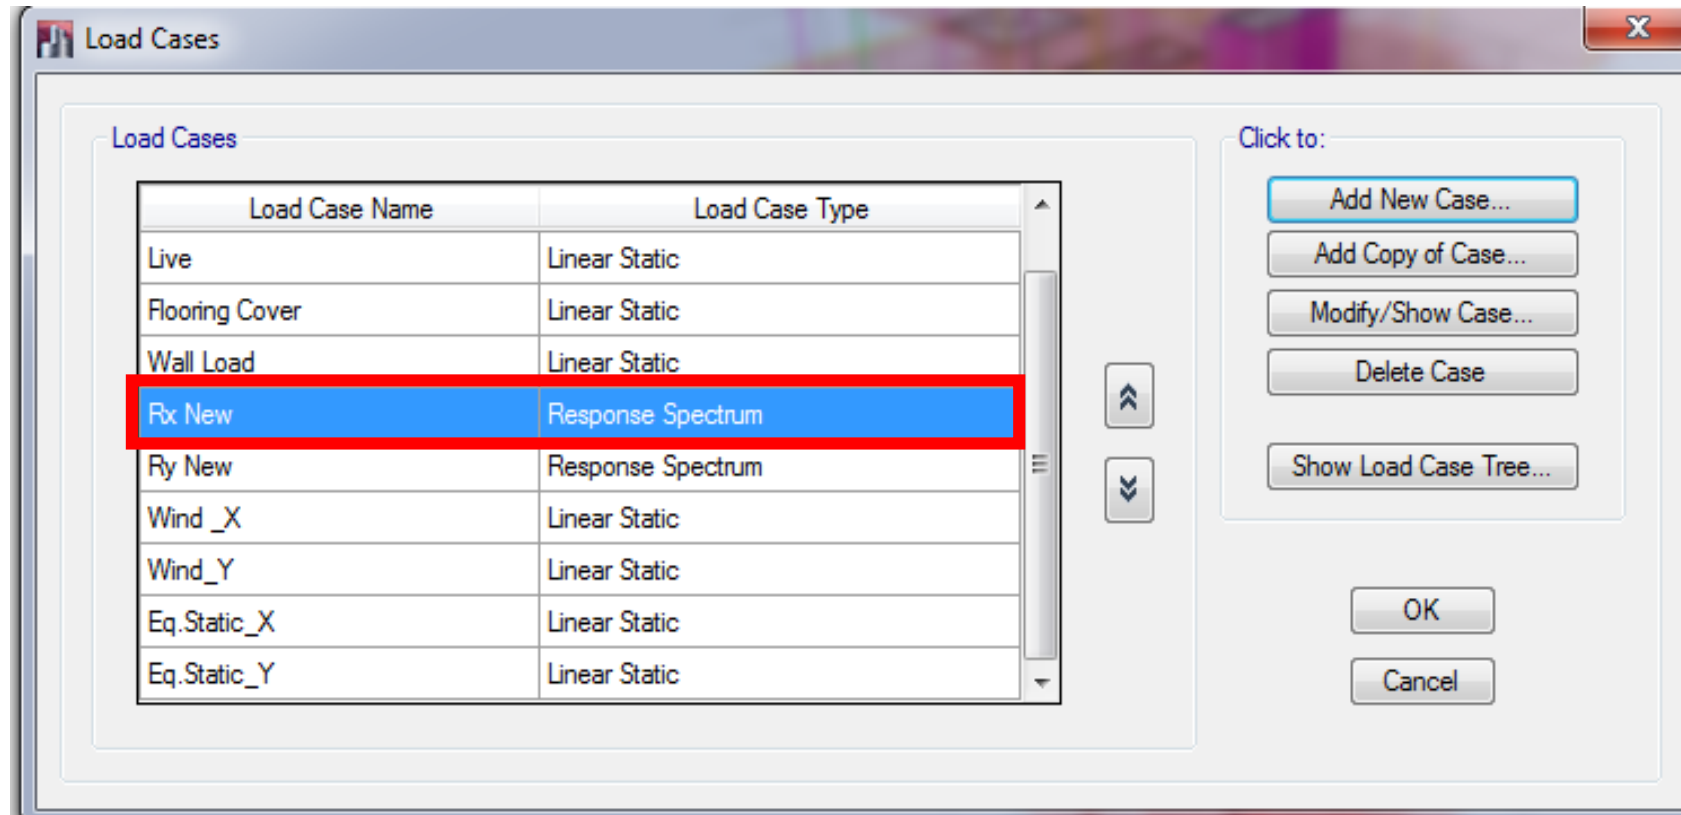 Load Cases
Load Cases
Click to:
Load Case Name Load Case Type
Live Linear Static
Flooring Cover Linear Static
Wall Load Linear Static
Rx New Response Spectrum
Ry New Response Spectrum
Wind _X Linear Static
Wind_Y Linear Static
Eq.Static_X Linear Static
Eq.Static_Y Linear Static
Add New Case...
Add Copy of Case...
Modify/Show Case...
Delete Case
Show Load Case Tree...
OK
Cancel